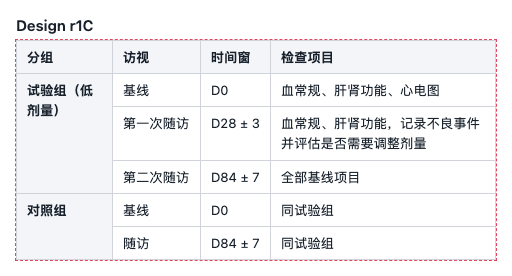 Design r1C
分组 访视 时间窗 检查项目
试验组（低
剂量） 基线 D0 血常规、肝肾功能、心电图
第一次随访 D28 ± 3 血常规、肝肾功能，记录不良事件
并评估是否需要调整剂量
第二次随访 D84 ± 7 全部基线项目
对照组 基线 D0 同试验组
随访 D84 ± 7 同试验组